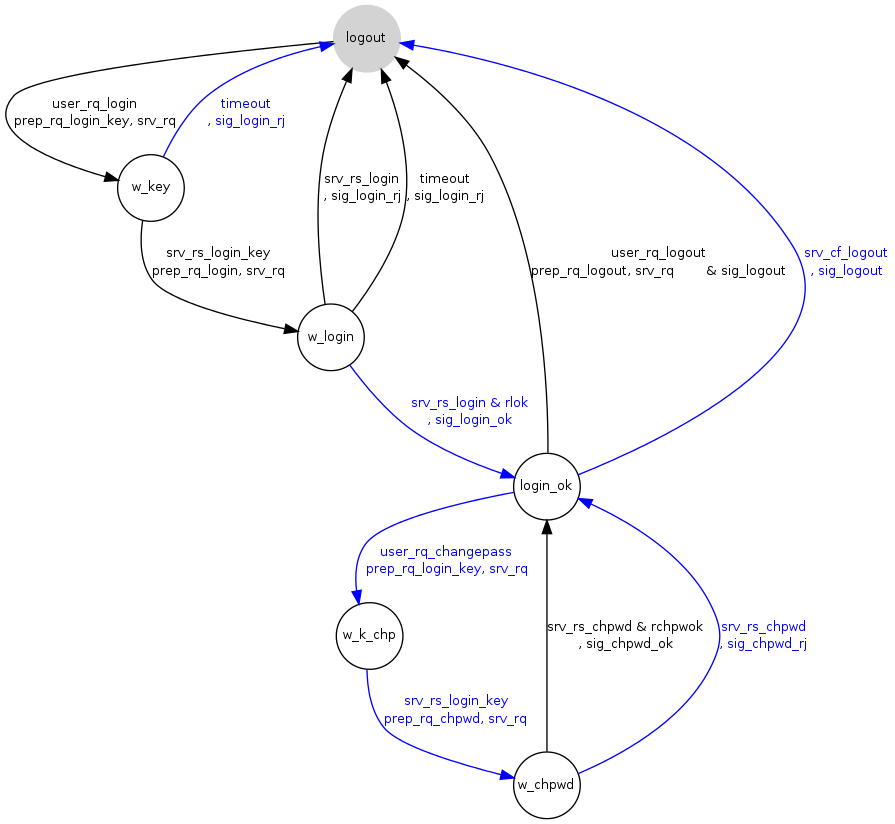 logout
user_rq_login
prep_rq_login_key, srv_rq
timeout
, sig_login_rj
w_key
srv_rs_login
, sig_login_rj
timeout
, sig_login_rj
srv_rs_login_key
prep_rq_login, srv_rq
user_rq_logout
prep_rq_logout, srv_rq & sig_logout
srv_cf_logout
, sig_logout
w_login
srv_rs_login & rlok
, sig_login_ok
login_ok
user_rq_changepass
prep_rq_login_key, srv_rq
w_k_chp
srv_rs_chpwd & rchpwok
, sig_chpwd_ok
srv_rs_chpwd
, sig_chpwd_rj
srv_rs_login_key
prep_rq_chpwd, srv_rq
w_chpwd